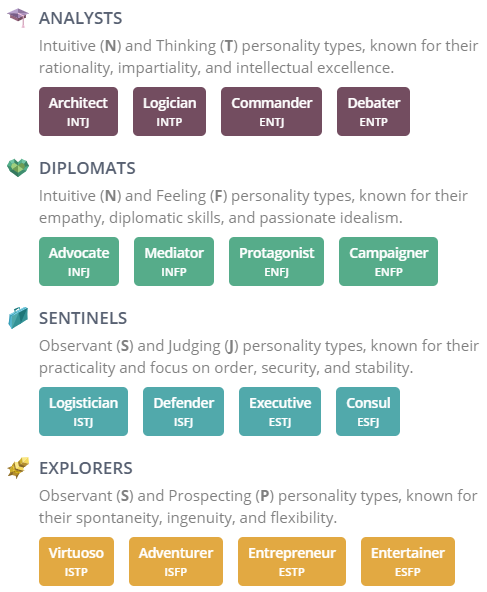 ANALYSTS
Intuitive (N) and Thinking (T) personality types, known for their
rationality, impartiality, and intellectual excellence.
Architect Logician Commander Debater
INTJ INTP ENTJ ENTP
DIPLOMATS
Intuitive (N) and Feeling (F) personality types, known for their
empathy, diplomatic skills, and passionate idealism.
Advocate Mediator Protagonist Campaigner
INFJ INFP ENFJ ENFP
SENTINELS
Observant (S) and Judging (J) personality types, known for their
practicality and focus on order, security, and stability.
Logistician Defender Executive Consul
ISTJ ISFJ ESTJ ESFJ
EXPLORERS
Observant (S) and Prospecting (P) personality types, known for
their spontaneity, ingenuity, and flexibility.
Virtuoso Adventurer Entrepreneur Entertainer
ISTP ISFP ESTP ESFP